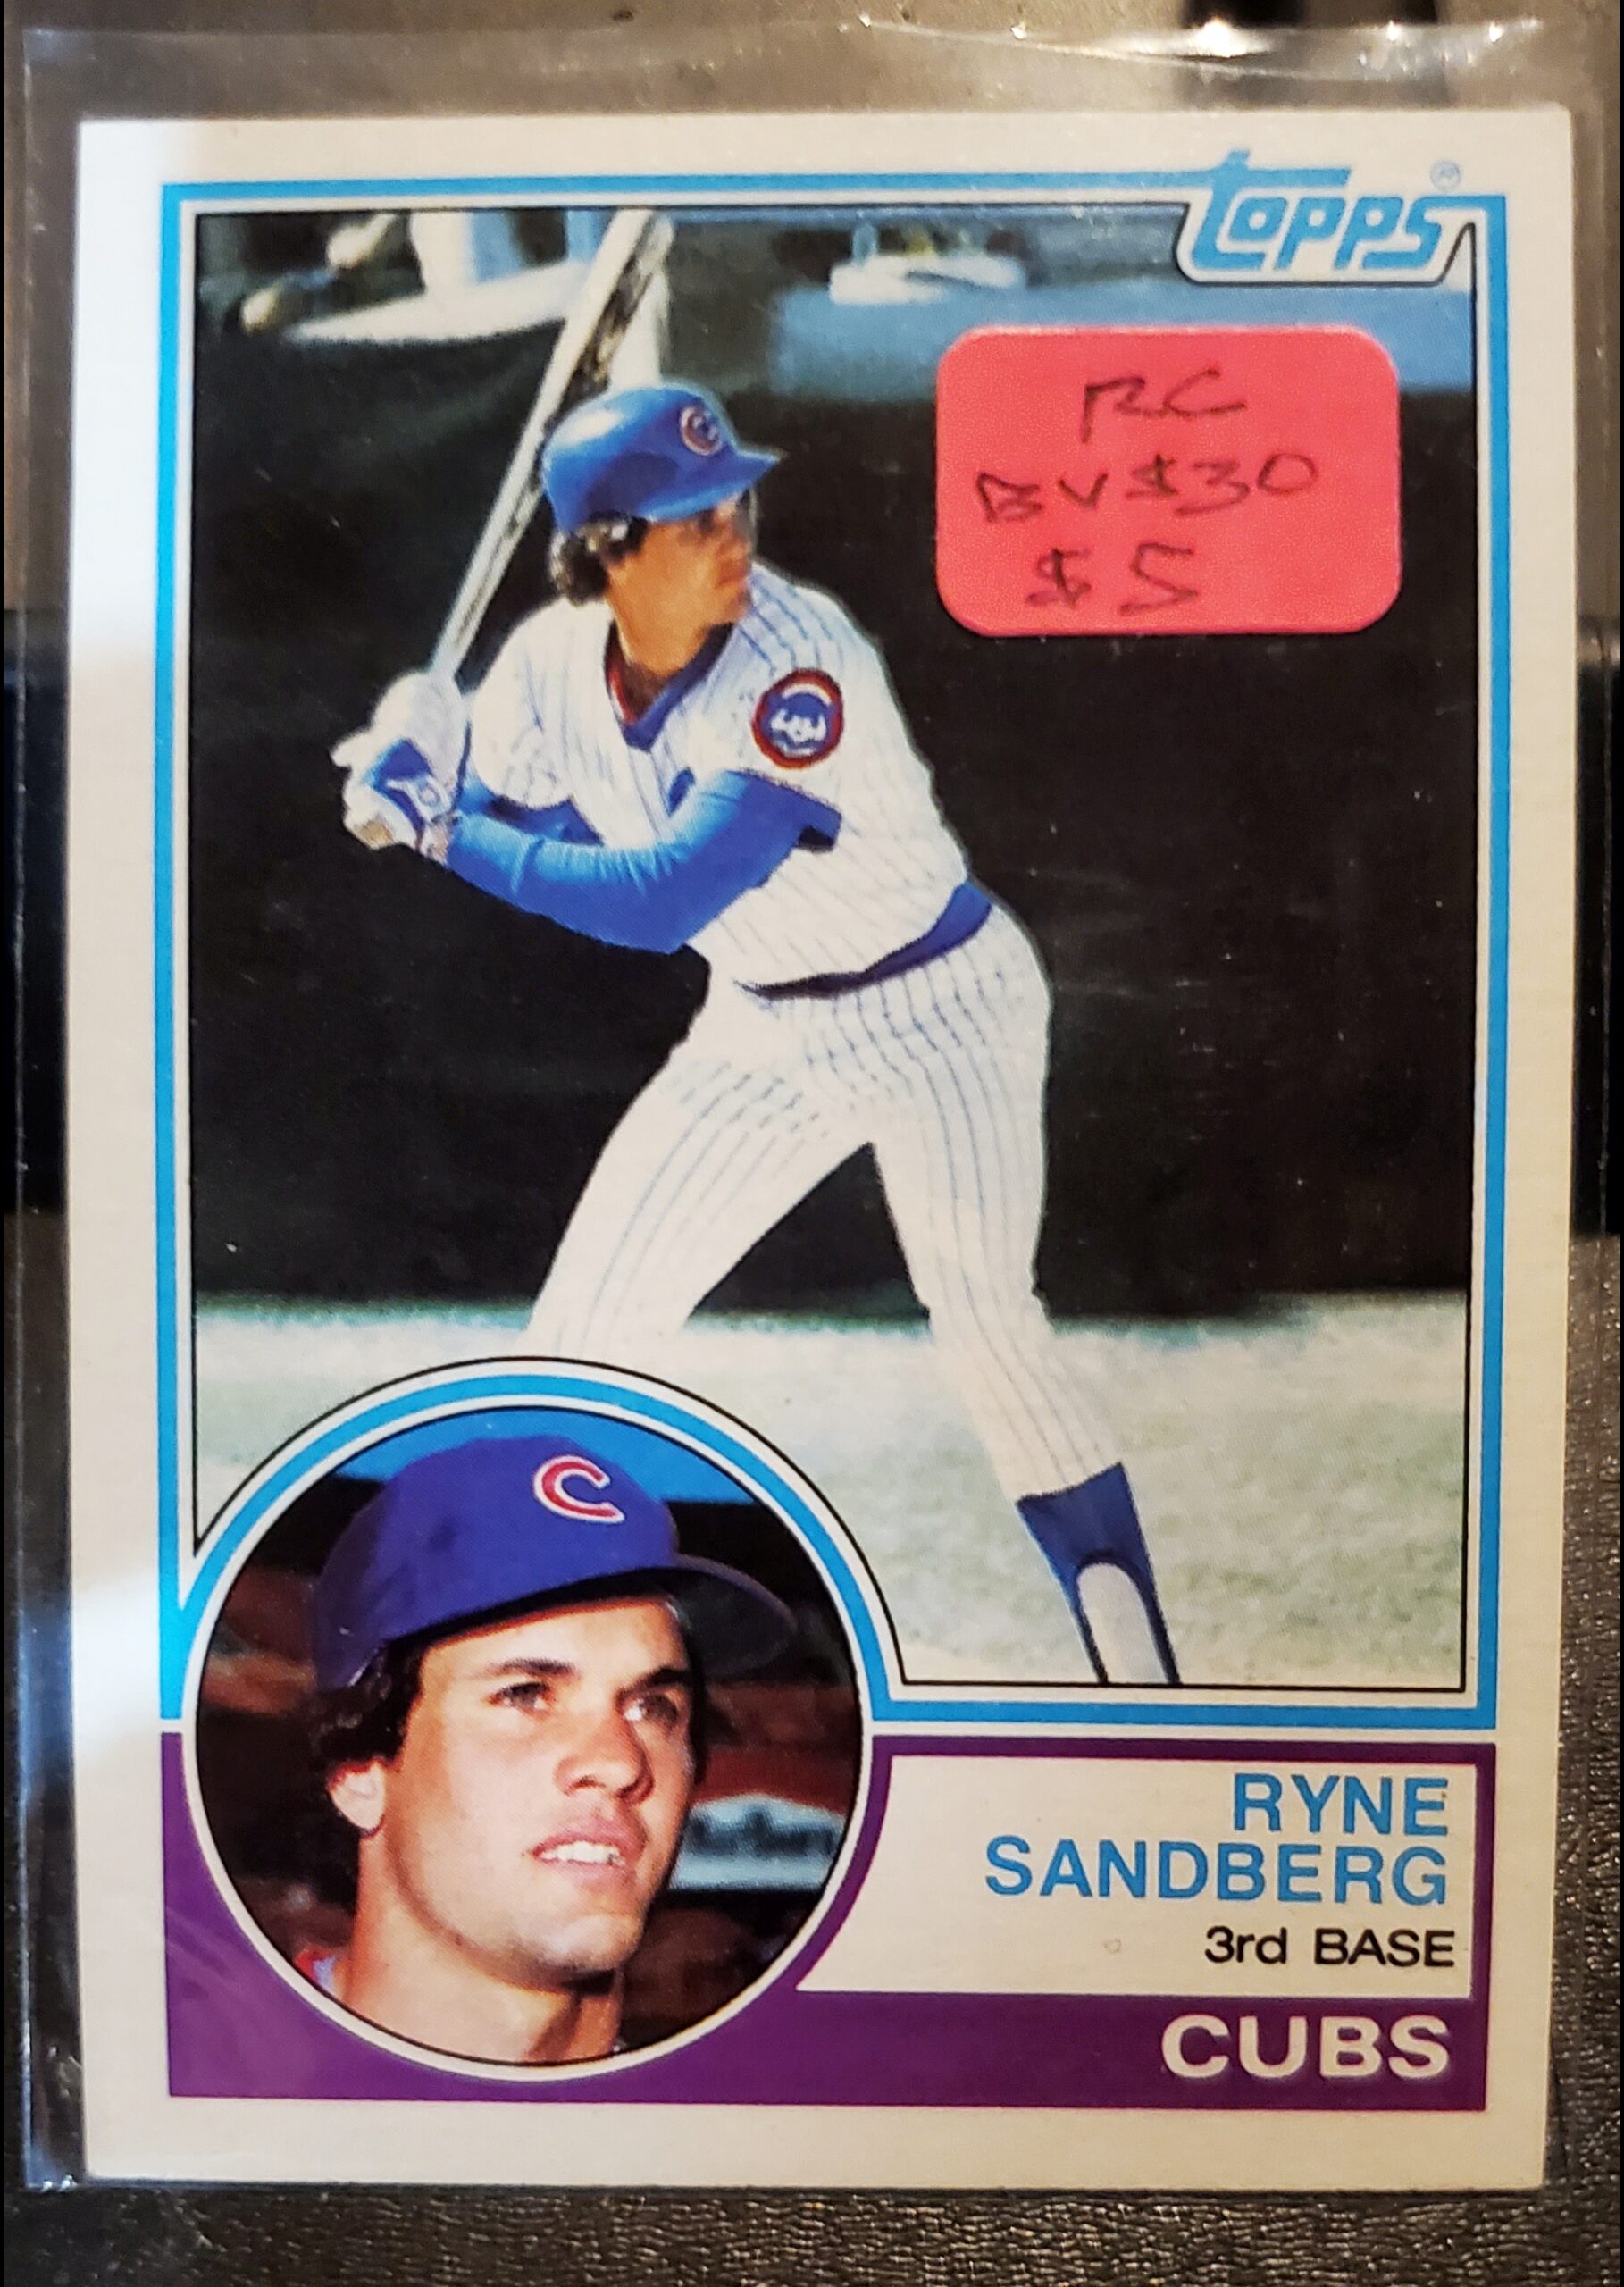 topps®
RC
BV $30
$5
RYNE
SANDBERG
3rd BASE
CUBS